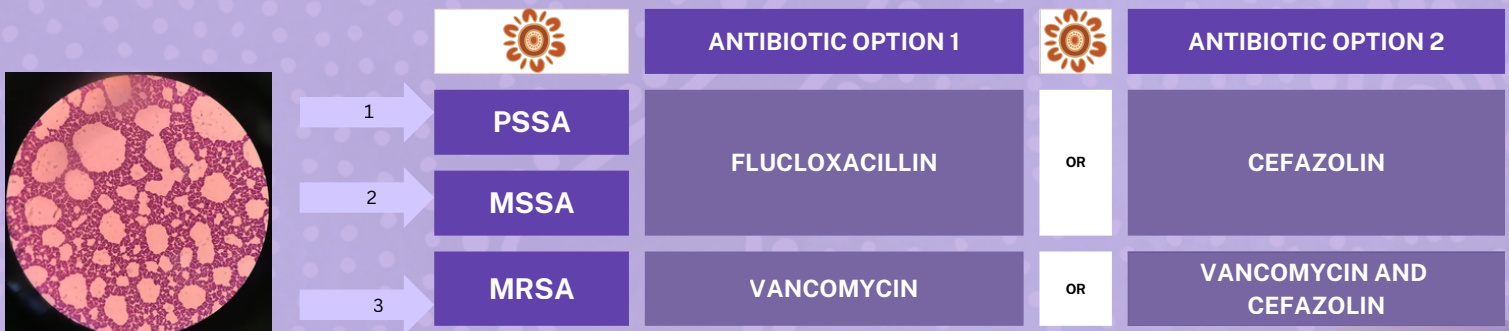 ANTIBIOTIC OPTION 1
ANTIBIOTIC OPTION 2
1
PSSA
FLUCLOXACILLIN
OR
CEFAZOLIN
2
MSSA
3
MRSA
VANCOMYCIN
OR
VANCOMYCIN AND
CEFAZOLIN